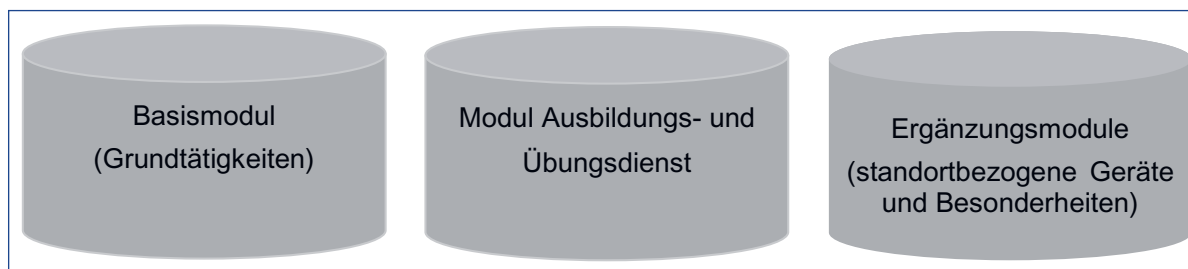 Basismodul
(Grundtätigkeiten)
Modul Ausbildungs- und
Übungsdienst
Ergänzungsmodule
(standortbezogene Geräte
und Besonderheiten)